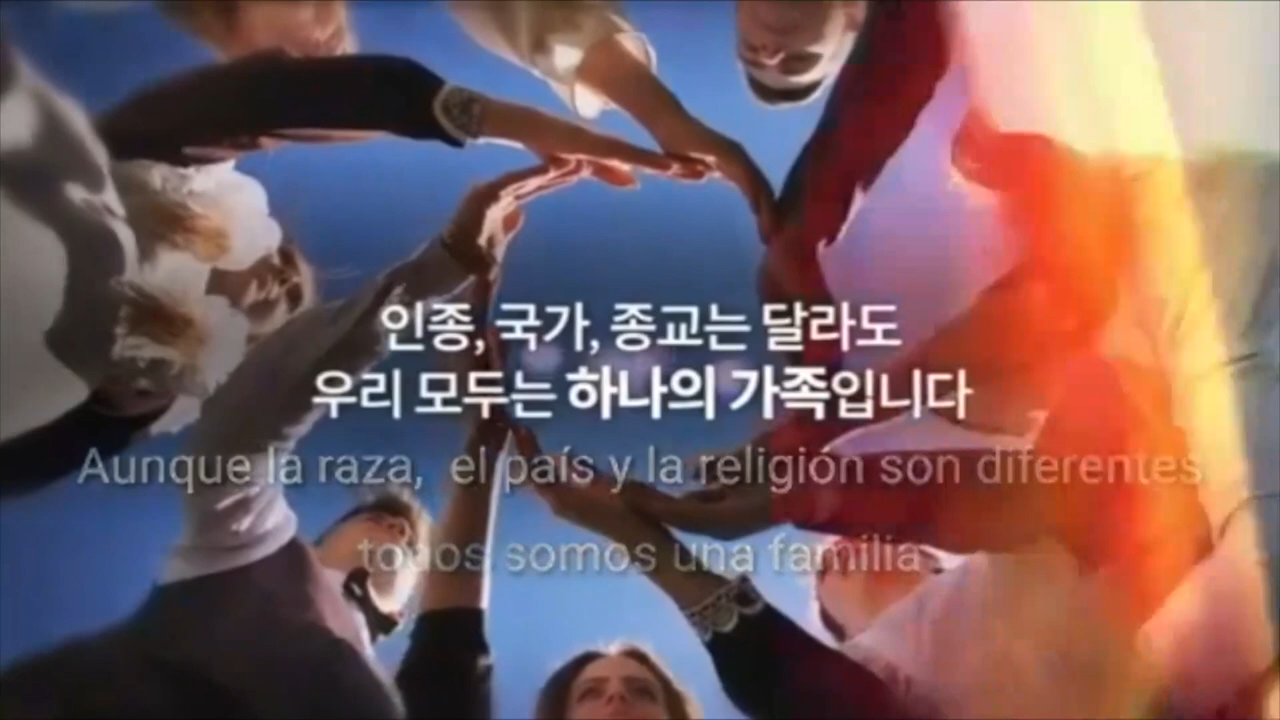 인종, 국가, 종교는 달라도
우리 모두는 하나의 가족입니다
Aunque la raza, el país y la religión son diferentes
todos somos una familia